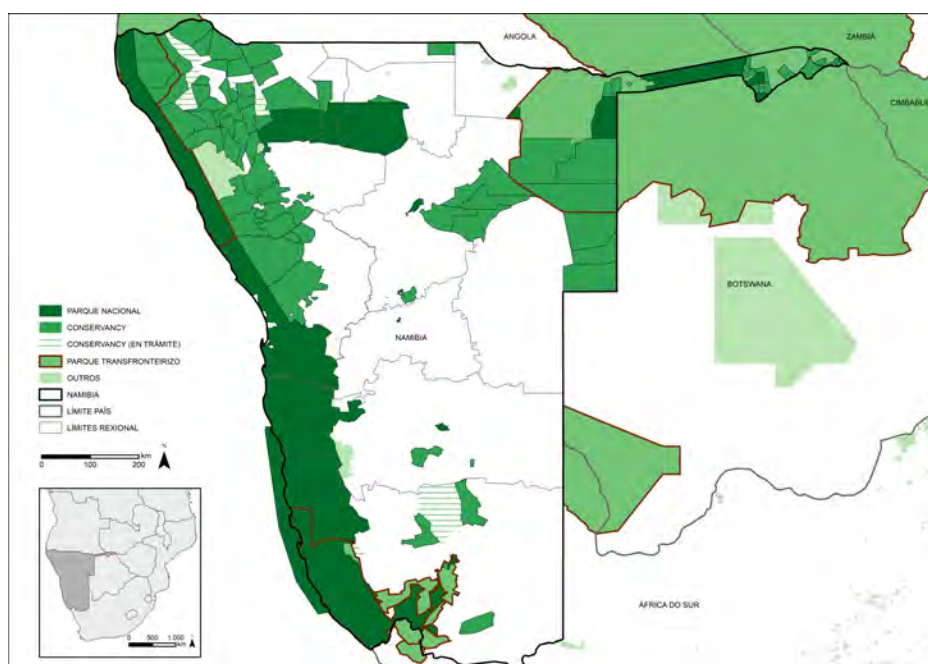 ANGOLA
ZAMBIA
CIMBABUE
BOTSWANA
NAMIBIA
PARQUE NACIONAL
CONSERVANCY
CONSERVANCY (EN TRÁMITE)
PARQUE TRANSFRONTEIRIZO
OUTROS
NAMIBIA
LÍMITE PAÍS
LÍMITES REXIONAL
N
km
0 100 200
ÁFRICA DO SUR
0 500 1.000
km